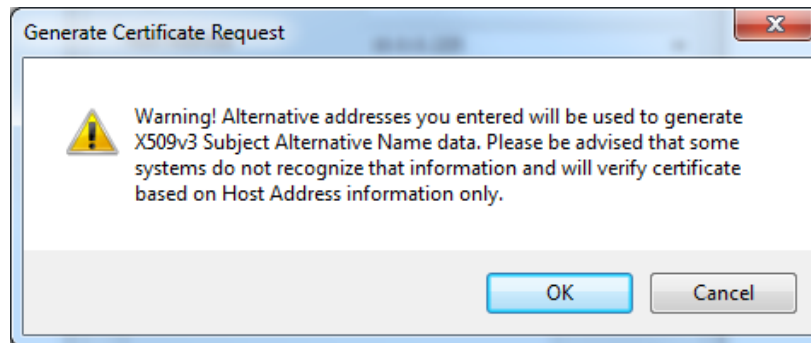 Generate Certificate Request
Warning! Alternative addresses you entered will be used to generate
X509v3 Subject Alternative Name data. Please be advised that some
systems do not recognize that information and will verify certificate
based on Host Address information only.
OK
Cancel